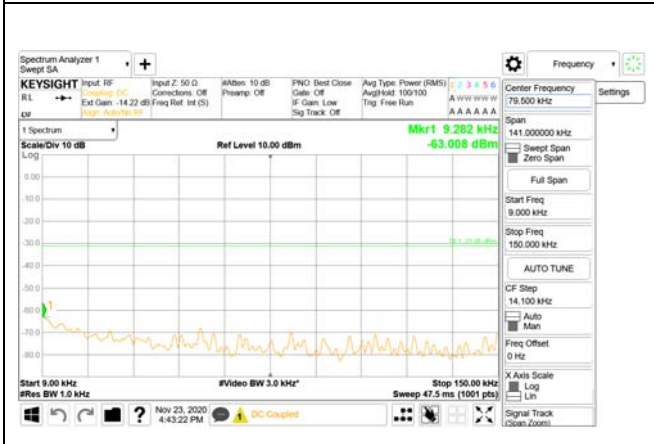 Spectrum Analyzer 1
Swept SA
Frequency
KEYSIGHT
RL
Input: RF
Coupling: DC
Ext Gain: -14.22 dB
Align: Auto/No RF
Input Z: 50 Ω
Corrections: Off
Freq Ref: Int (S)
#Atten: 10 dB
Preamp: Off
PNO: Best Close
Gate: Off
IF Gain: Low
Sig Track: Off
Avg Type: Power (RMS)
Avg|Hold: 100/100
Trig: Free Run
1 2 3 4 5 6
A W W W W W
A A A A A A
1 Spectrum
Scale/Div 10 dB
Log
Ref Level 10.00 dBm
Mkr1 9.282 kHz
-63.008 dBm
0.00
-10.0
-20.0
-30.0
-40.0
-50.0
-60.0
-70.0
-80.0
1
Start 9.00 kHz
#Res BW 1.0 kHz
#Video BW 3.0 kHz*
Stop 150.00 kHz
Sweep 47.5 ms (1001 pts)
Nov 23, 2020
4:43:22 PM
DC Coupled
Center Frequency
79.500 kHz
Settings
Span
141.000000 kHz
Swept Span
Zero Span
Full Span
Start Freq
9.000 kHz
Stop Freq
150.000 kHz
AUTO TUNE
CF Step
14.100 kHz
Auto
Man
Freq Offset
0 Hz
X Axis Scale
Log
Lin
Signal Track
(Span Zoom)